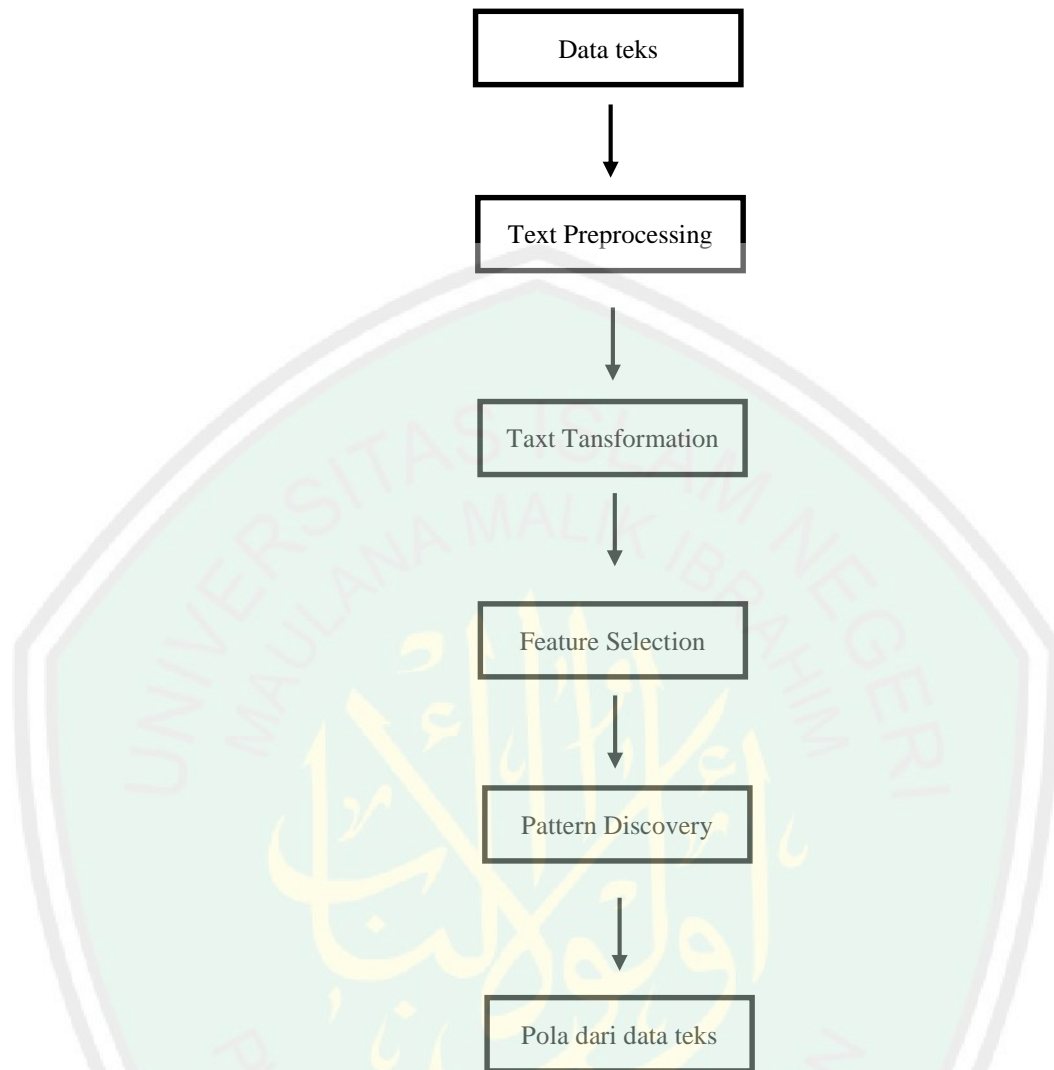 Data teks
Text Preprocessing
Taxt Tansformation
UNIVERSITAS ISLAM NEGERI
MAULANA MALIK IBRAHIM
Feature Selection
Pattern Discovery
Pola dari data teks